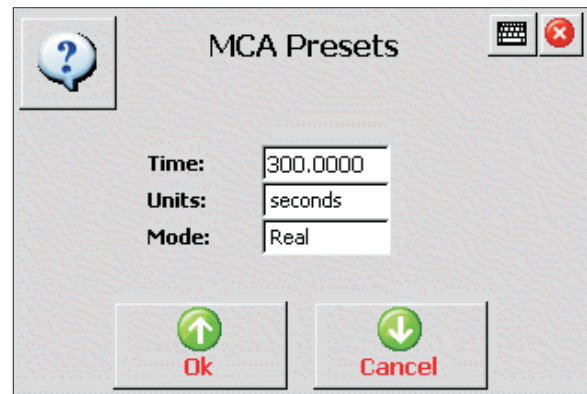 MCA Presets
Time: 300.0000
Units: seconds
Mode: Real
Ok Cancel